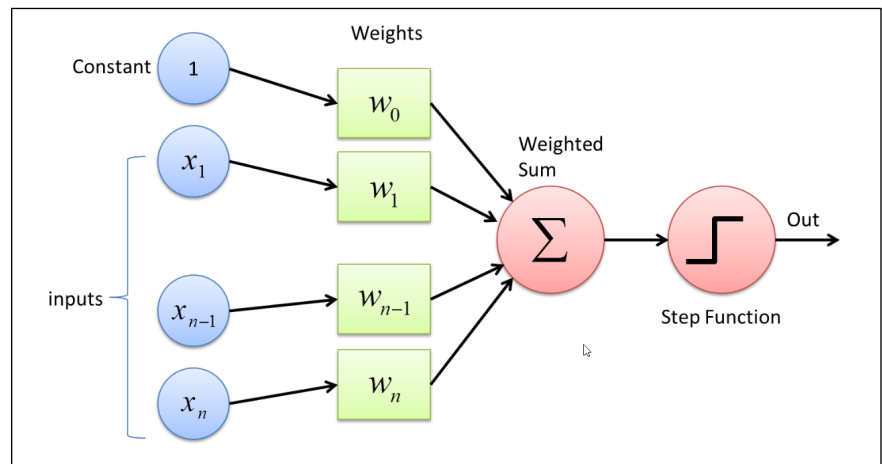 Weights
Constant
1
w₀
x₁
w₁
Weighted
Sum
Σ
Out
inputs
xₙ₋₁
wₙ₋₁
Step Function
xₙ
wₙ